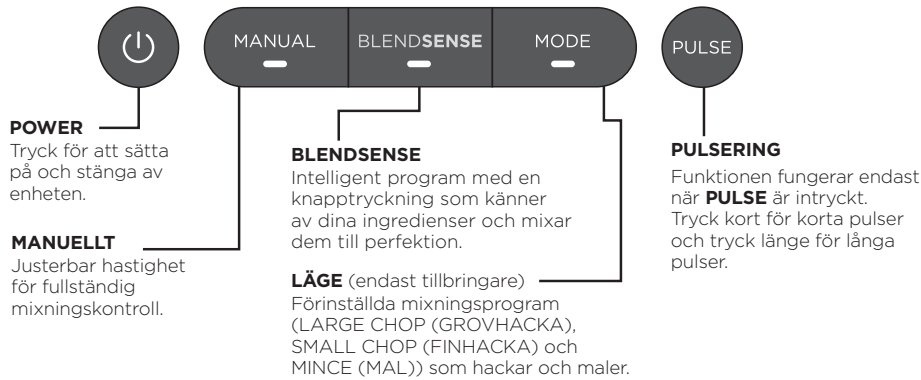 MANUAL
BLENDSENSE
MODE
PULSE
POWER
Tryck för att sätta
på och stänga av
enheten.
MANUELLT
Justerbar hastighet
för fullständig
mixningskontroll.
BLENDSENSE
Intelligent program med en
knapptryckning som känner
av dina ingredienser och mixar
dem till perfektion.
LÄGE (endast tillbringare)
Förinställda mixningsprogram
(LARGE CHOP (GROVHACKA),
SMALL CHOP (FINHACKA) och
MINCE (MAL)) som hackar och maler.
PULSERING
Funktionen fungerar endast
när PULSE är intryckt.
Tryck kort för korta pulser
och tryck länge för långa
pulser.